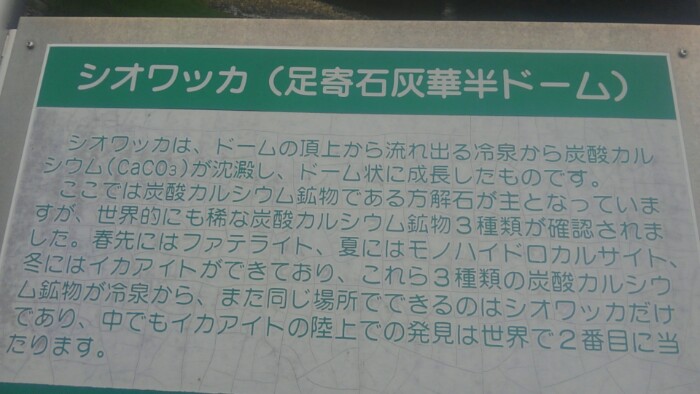 シオワッカ（足寄石灰華半ドーム）
シオワッカは、ドームの頂上から流れ出る冷泉から炭酸カル
シウム(CaCO₃)が沈澱し、ドーム状に成長したものです。
ここでは炭酸カルシウム鉱物である方解石が主となっていま
すが、世界的にも稀な炭酸カルシウム鉱物３種類が確認されま
した。春先にはファテライト、夏にはモノハイドロカルサイト、
冬にはイカアイトができており、これら３種類の炭酸カルシウ
ム鉱物が冷泉から、また同じ場所でできるのはシオワッカだけ
であり、中でもイカアイトの陸上での発見は世界で２番目に当
たります。